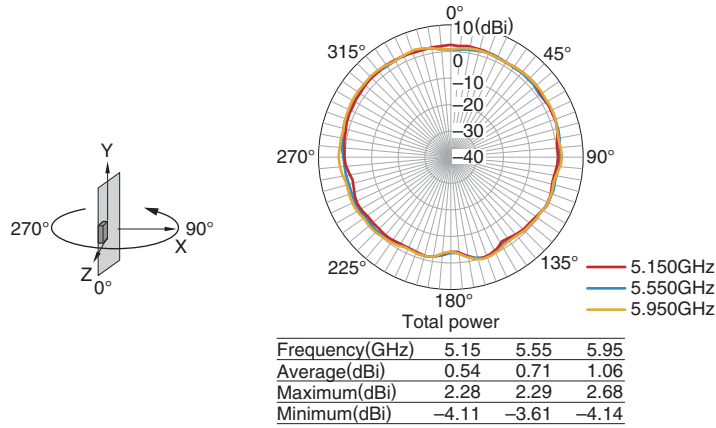 0°
10(dBi)
315°
45°
0
−10
−20
−30
−40
270°
90°
225°
135°
180°
Total power
Y
270°
90°
X
Z
0°
5.150GHz
5.550GHz
5.950GHz
Frequency(GHz) 5.15 5.55 5.95
Average(dBi) 0.54 0.71 1.06
Maximum(dBi) 2.28 2.29 2.68
Minimum(dBi) −4.11 −3.61 −4.14